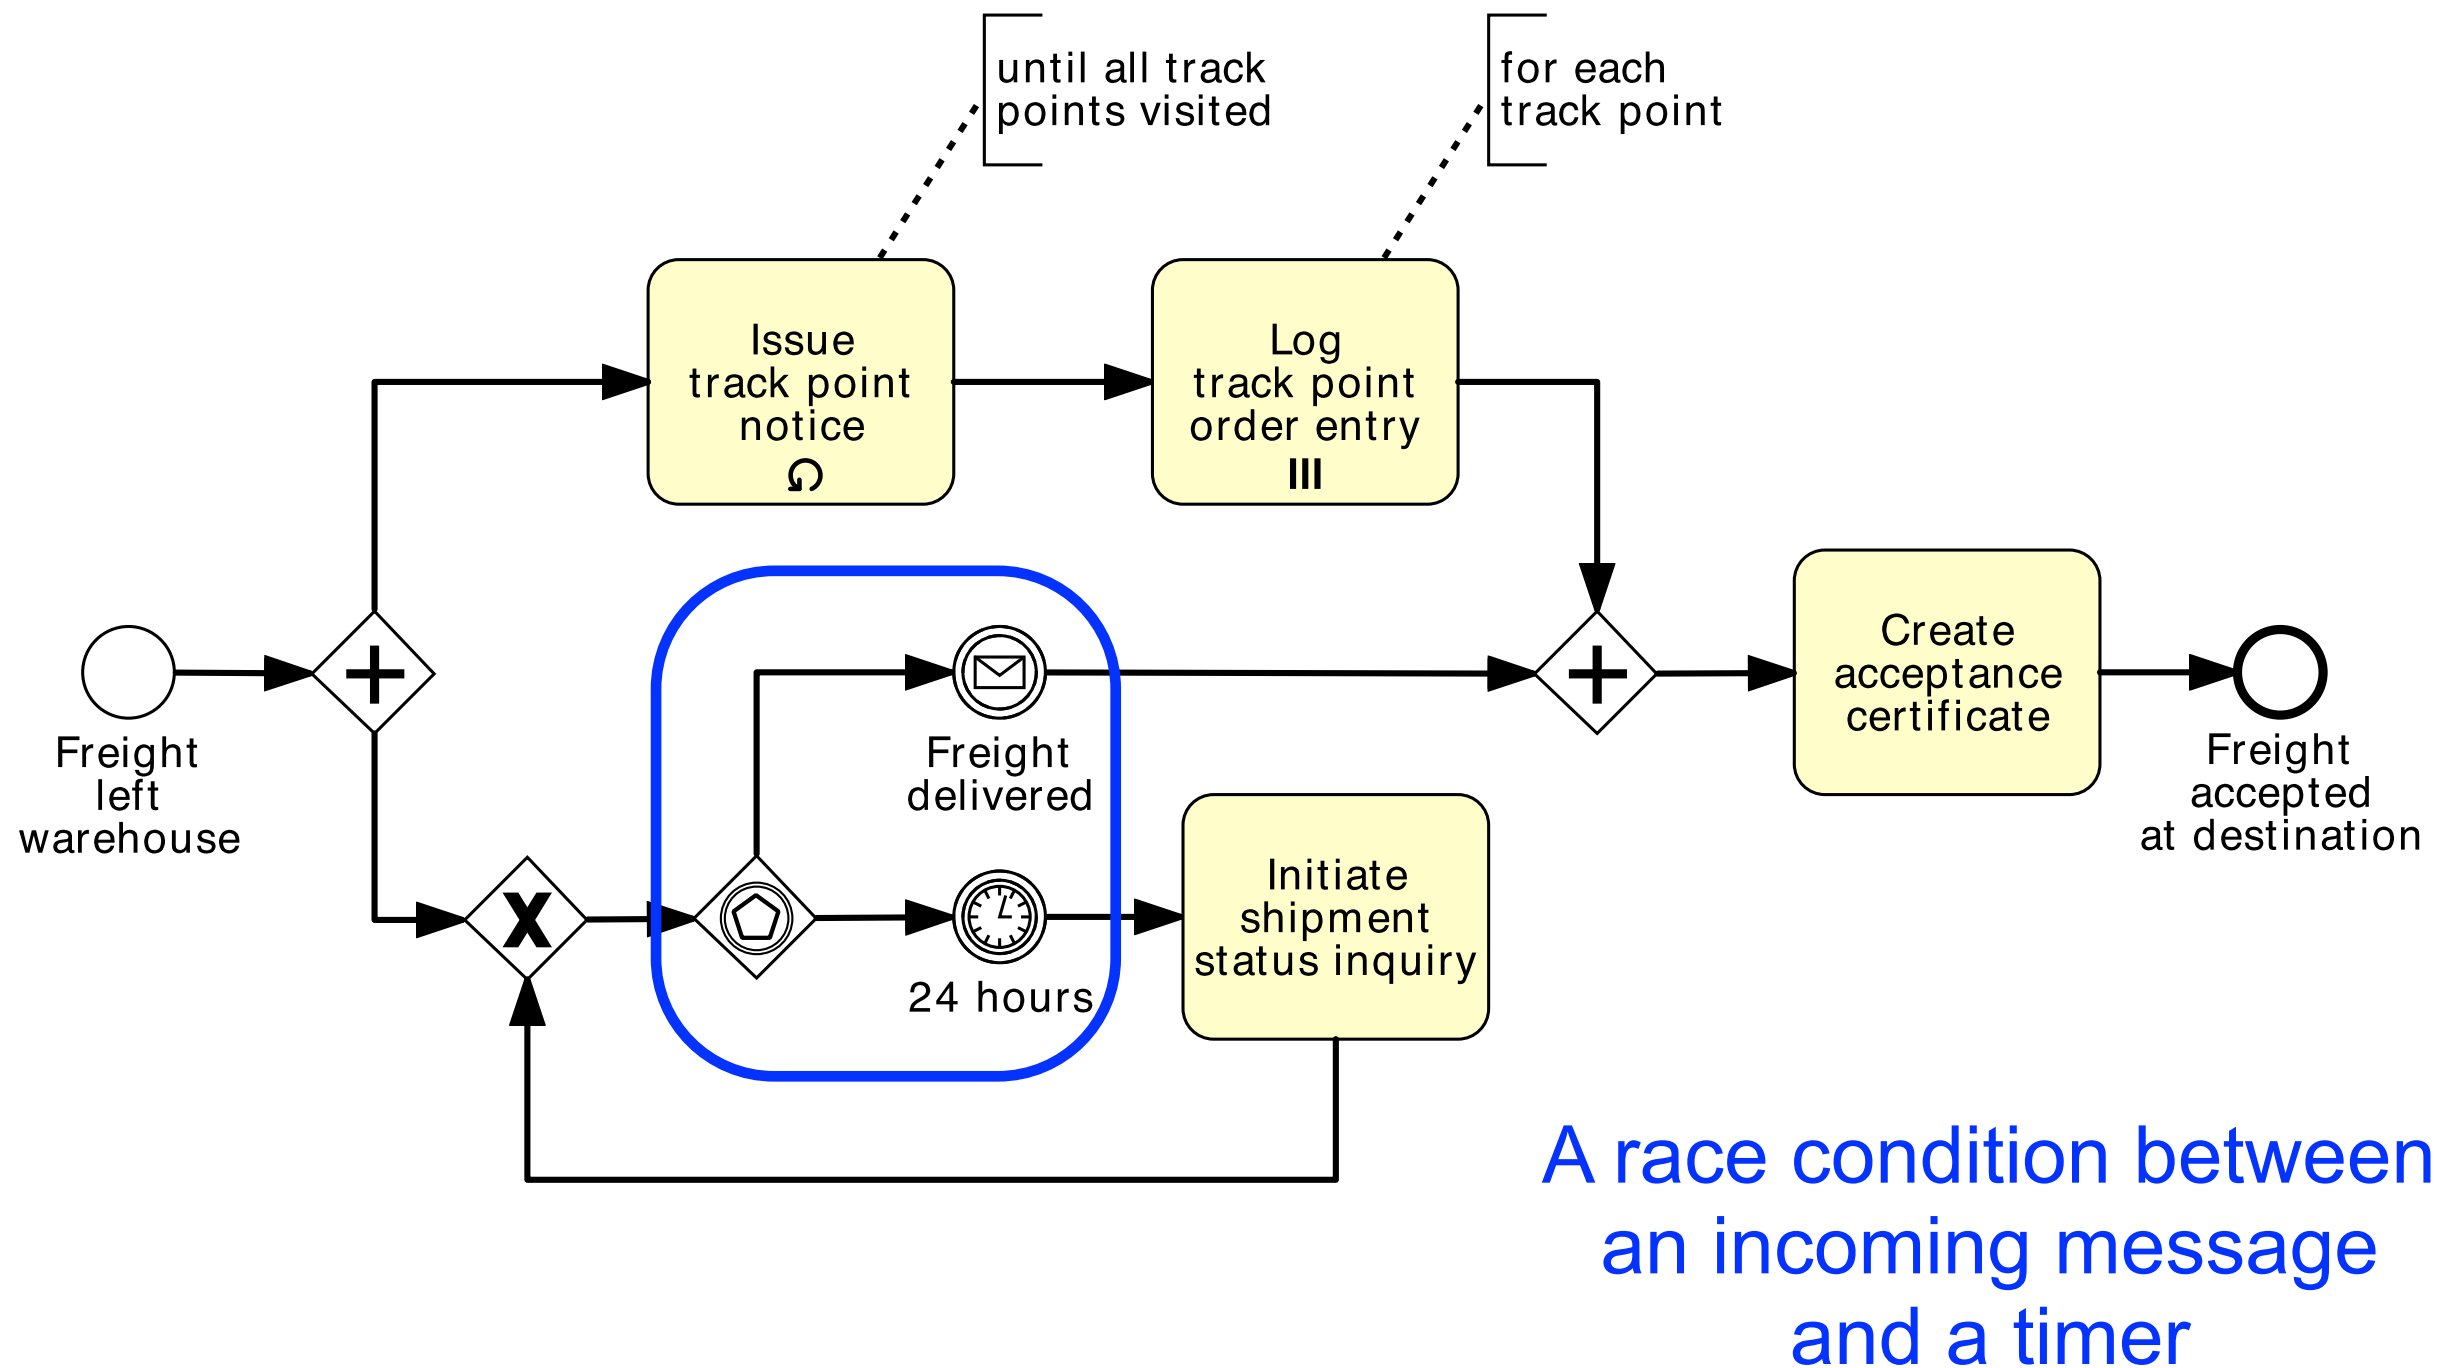 until all track
points visited
for each
track point
Issue
track point
notice
Log
track point
order entry
Freight
left
warehouse
Freight
delivered
24 hours
Initiate
shipment
status inquiry
Create
acceptance
certificate
Freight
accepted
at destination
A race condition between
an incoming message
and a timer